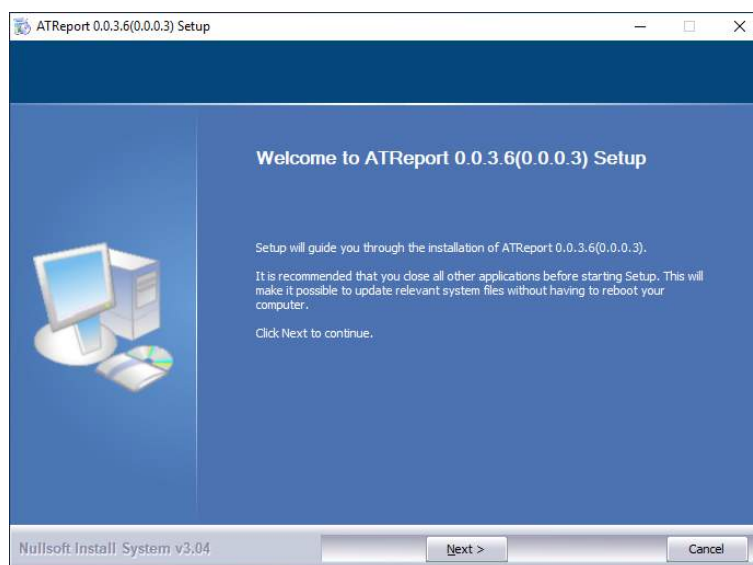 ATReport 0.0.3.6(0.0.0.3) Setup
Welcome to ATReport 0.0.3.6(0.0.0.3) Setup
Setup will guide you through the installation of ATReport 0.0.3.6(0.0.0.3).
It is recommended that you close all other applications before starting Setup. This will
make it possible to update relevant system files without having to reboot your
computer.
Click Next to continue.
Nullsoft Install System v3.04
Next >
Cancel